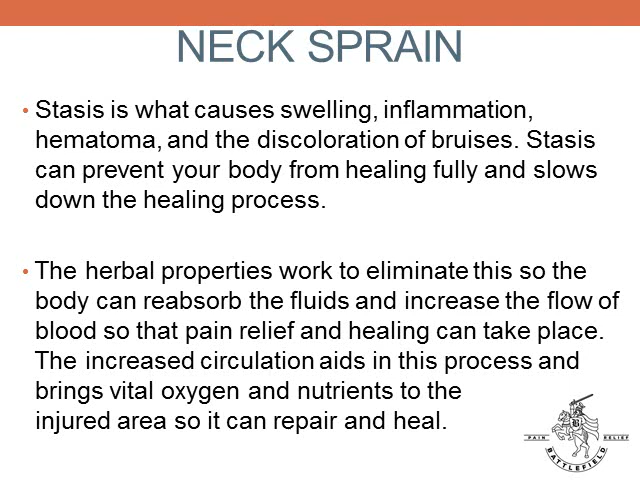 NECK SPRAIN
• Stasis is what causes swelling, inflammation,
hematoma, and the discoloration of bruises. Stasis
can prevent your body from healing fully and slows
down the healing process.
• The herbal properties work to eliminate this so the
body can reabsorb the fluids and increase the flow of
blood so that pain relief and healing can take place.
The increased circulation aids in this process and
brings vital oxygen and nutrients to the
injured area so it can repair and heal.
B
PAIN RELIEF
BATTLEFIELD